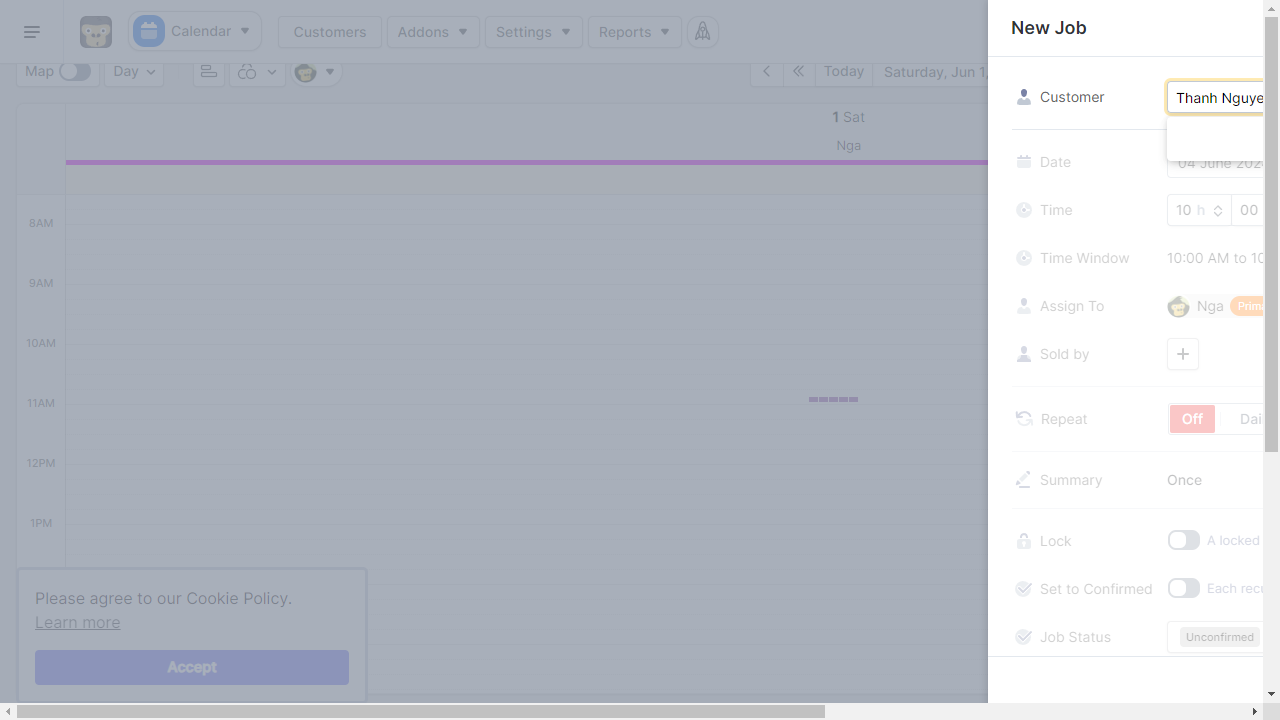 Calendar
Customers
Addons
Settings
Reports
New Job
Map
Day
Today
Saturday, Jun 1,
1 Sat
Nga
8AM
9AM
10AM
11AM
12PM
1PM
Please agree to our Cookie Policy.
Learn more
Accept
Customer
Thanh Nguye
Date
04 June 202
Time
10 h
00
Time Window
10:00 AM to 10
Assign To
Nga
Prim
Sold by
Repeat
Off
Dai
Summary
Once
Lock
A locked
Set to Confirmed
Each recu
Job Status
Unconfirmed